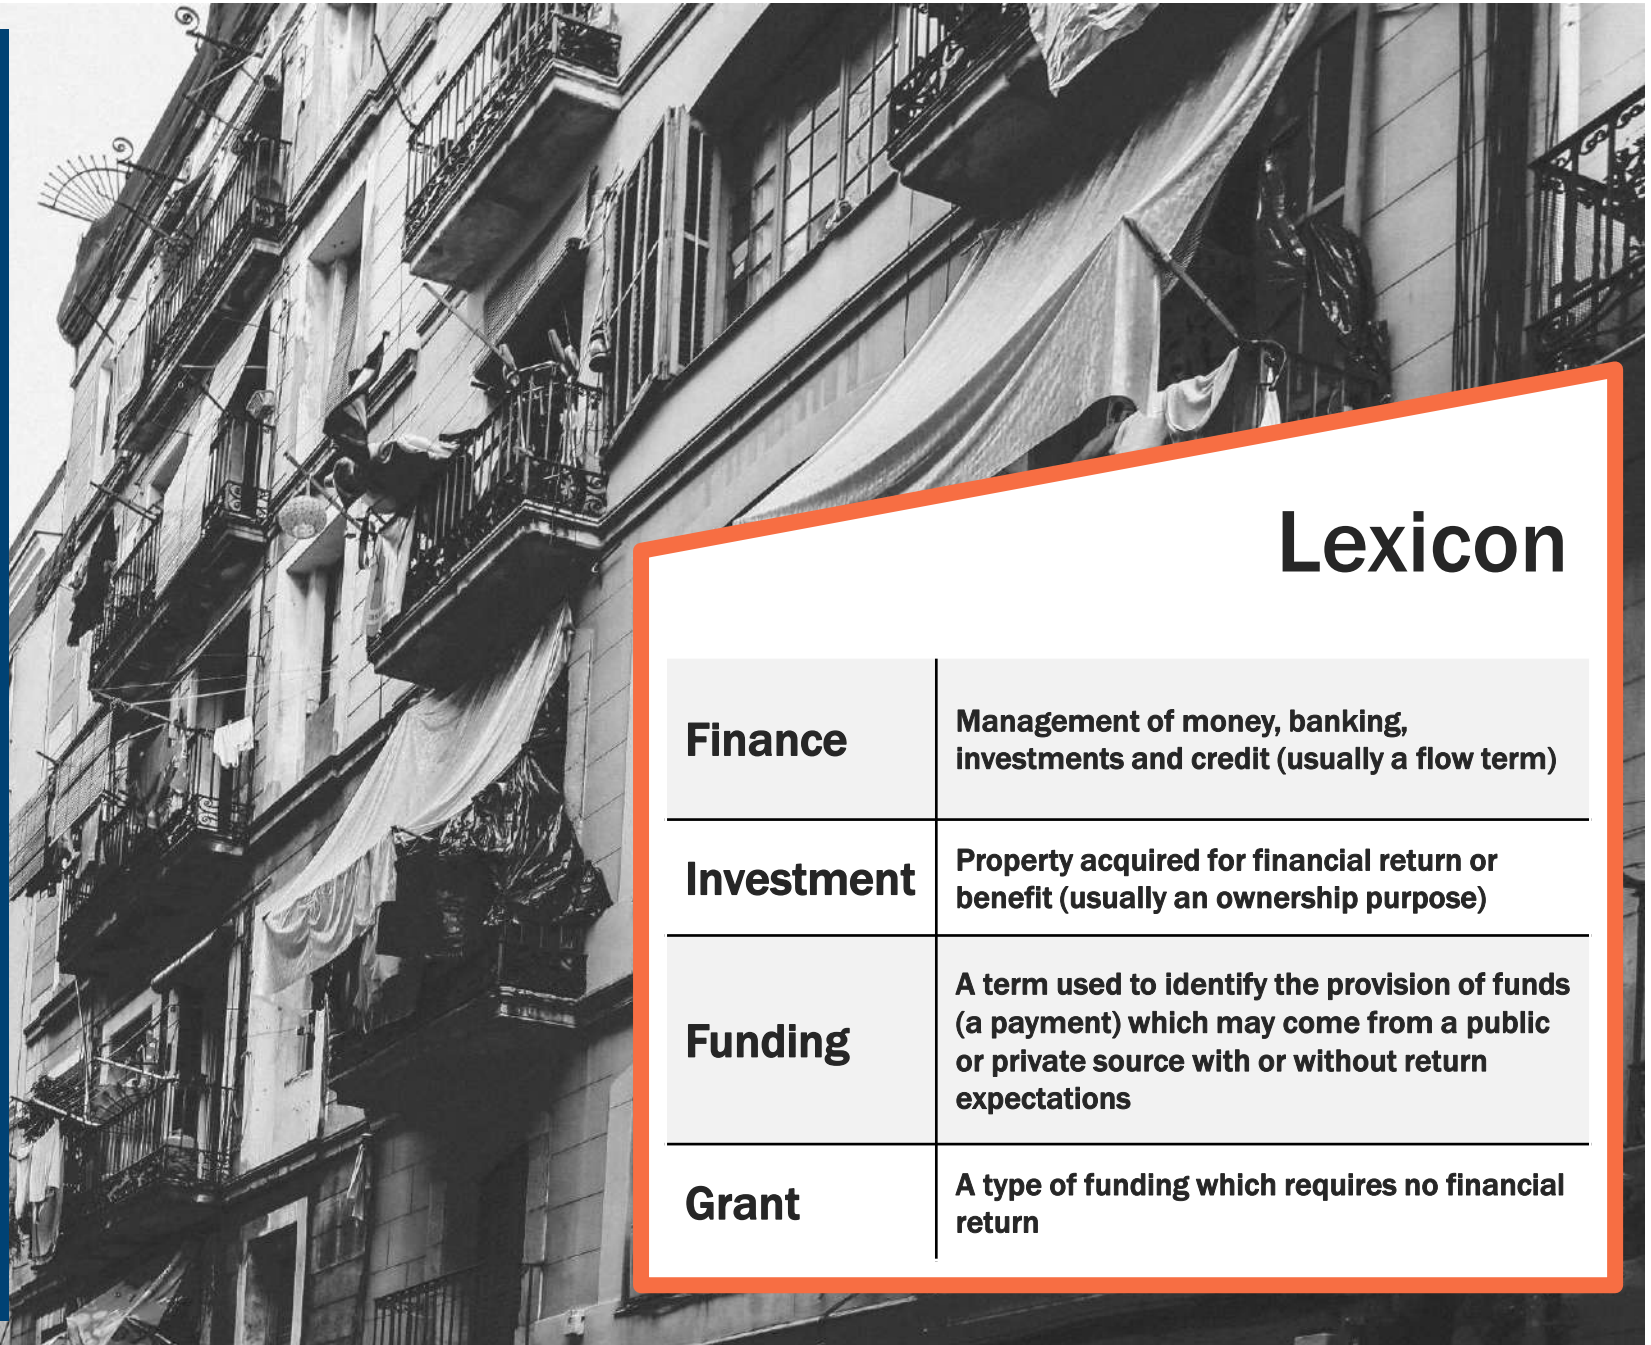 Lexicon
Finance
Management of money, banking,
investments and credit (usually a flow term)
Investment
Property acquired for financial return or
benefit (usually an ownership purpose)
Funding
A term used to identify the provision of funds
(a payment) which may come from a public
or private source with or without return
expectations
Grant
A type of funding which requires no financial
return